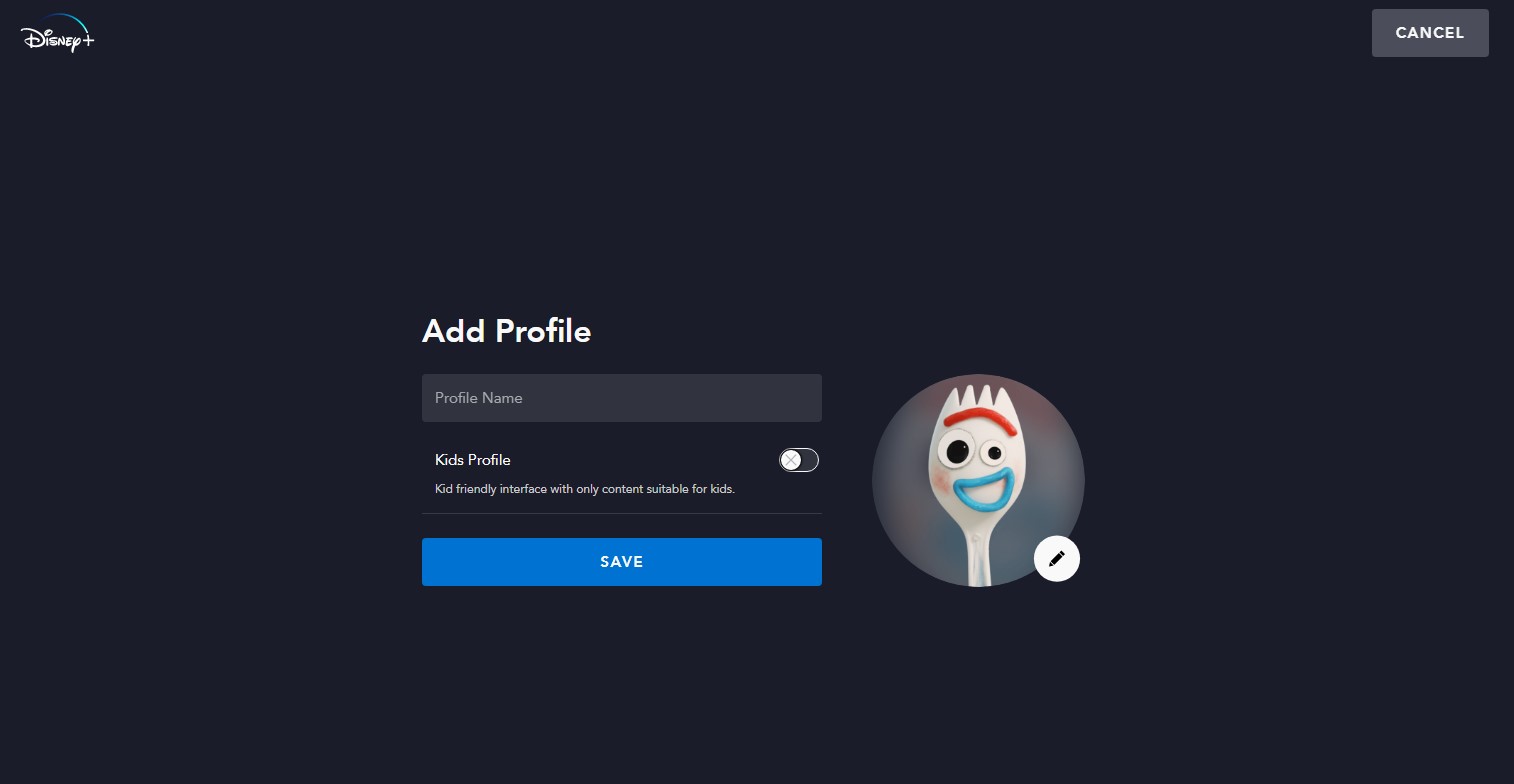 Disney+
CANCEL
Add Profile
Profile Name
Kids Profile
Kid friendly interface with only content suitable for kids.
SAVE